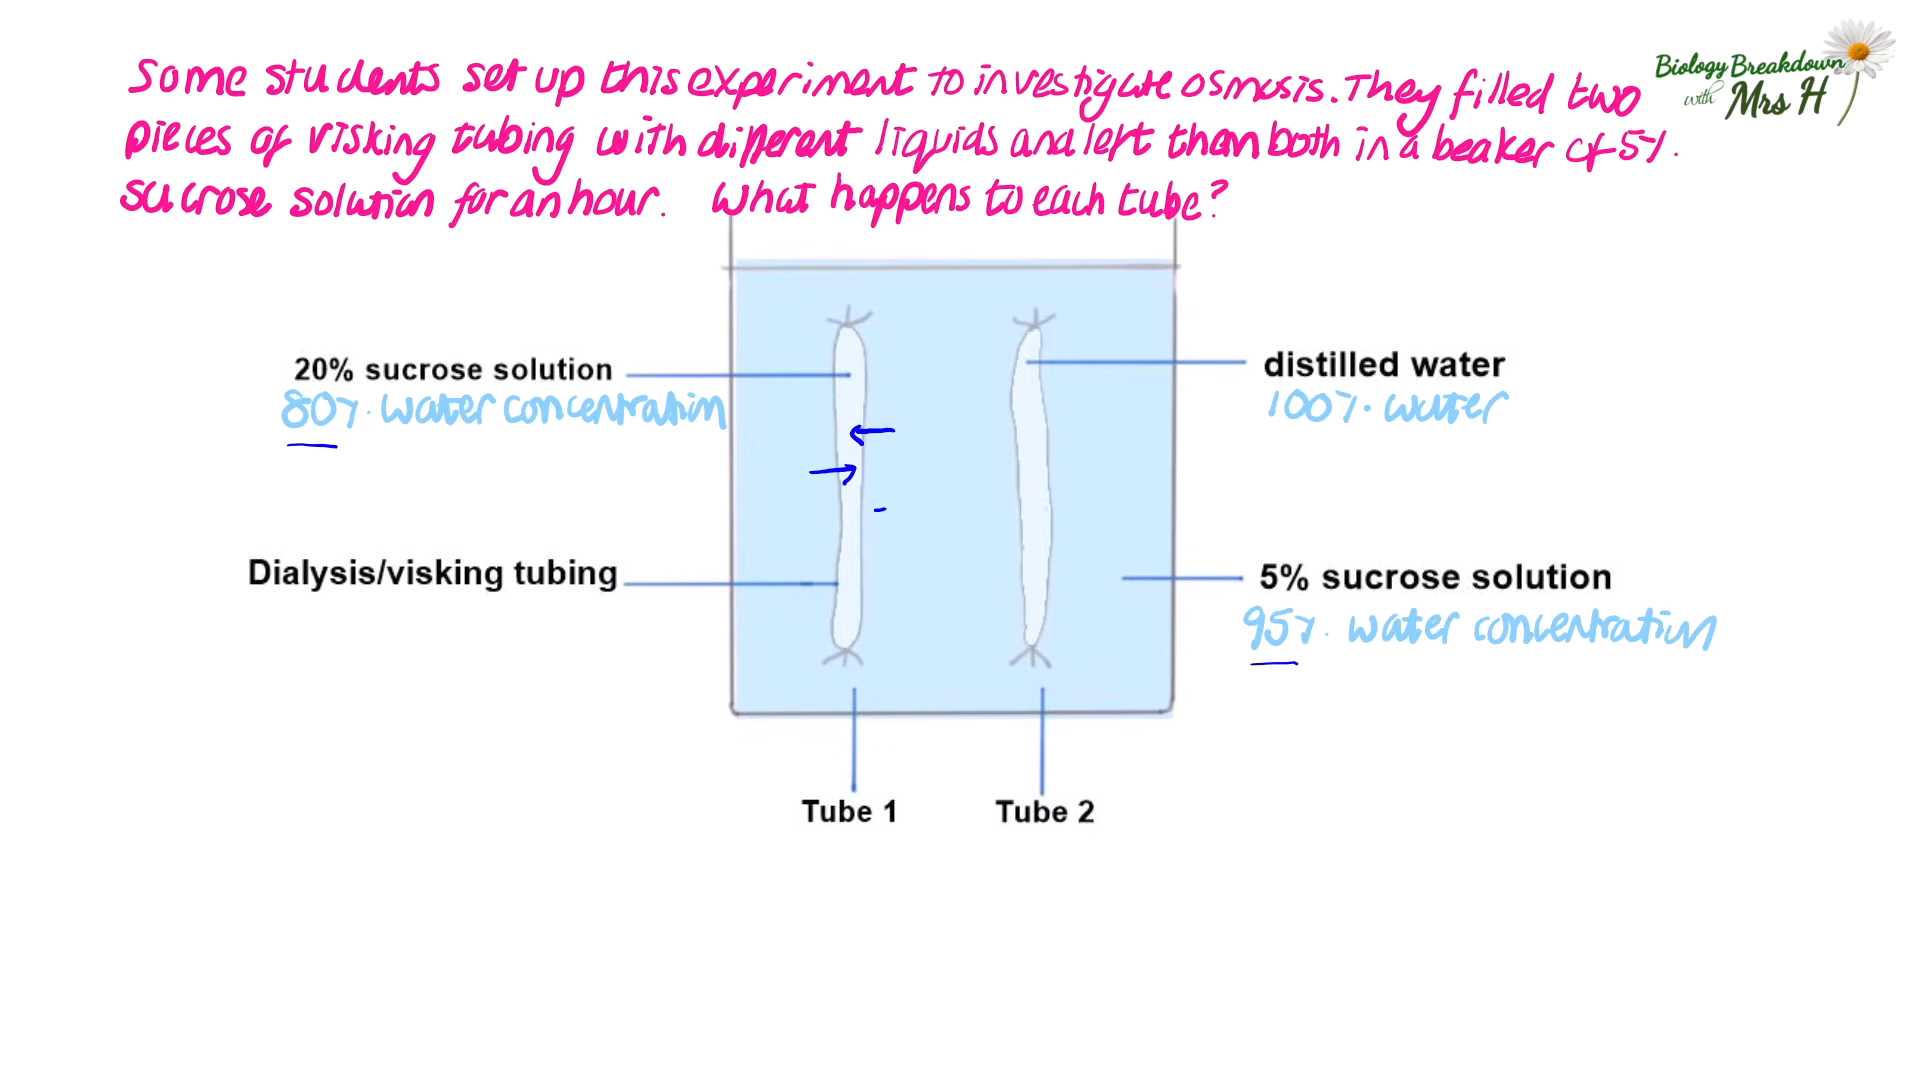 Some students set up this experiment to investigate osmosis. They filled two
pieces of visking tubing with different liquids and left them both in a beaker of 5%
sucrose solution for an hour. What happens to each tube?
Biology Breakdown
with Mrs H
20% sucrose solution
80% water concentration
distilled water
100% water
Dialysis/visking tubing
5% sucrose solution
95% water concentration
Tube 1
Tube 2